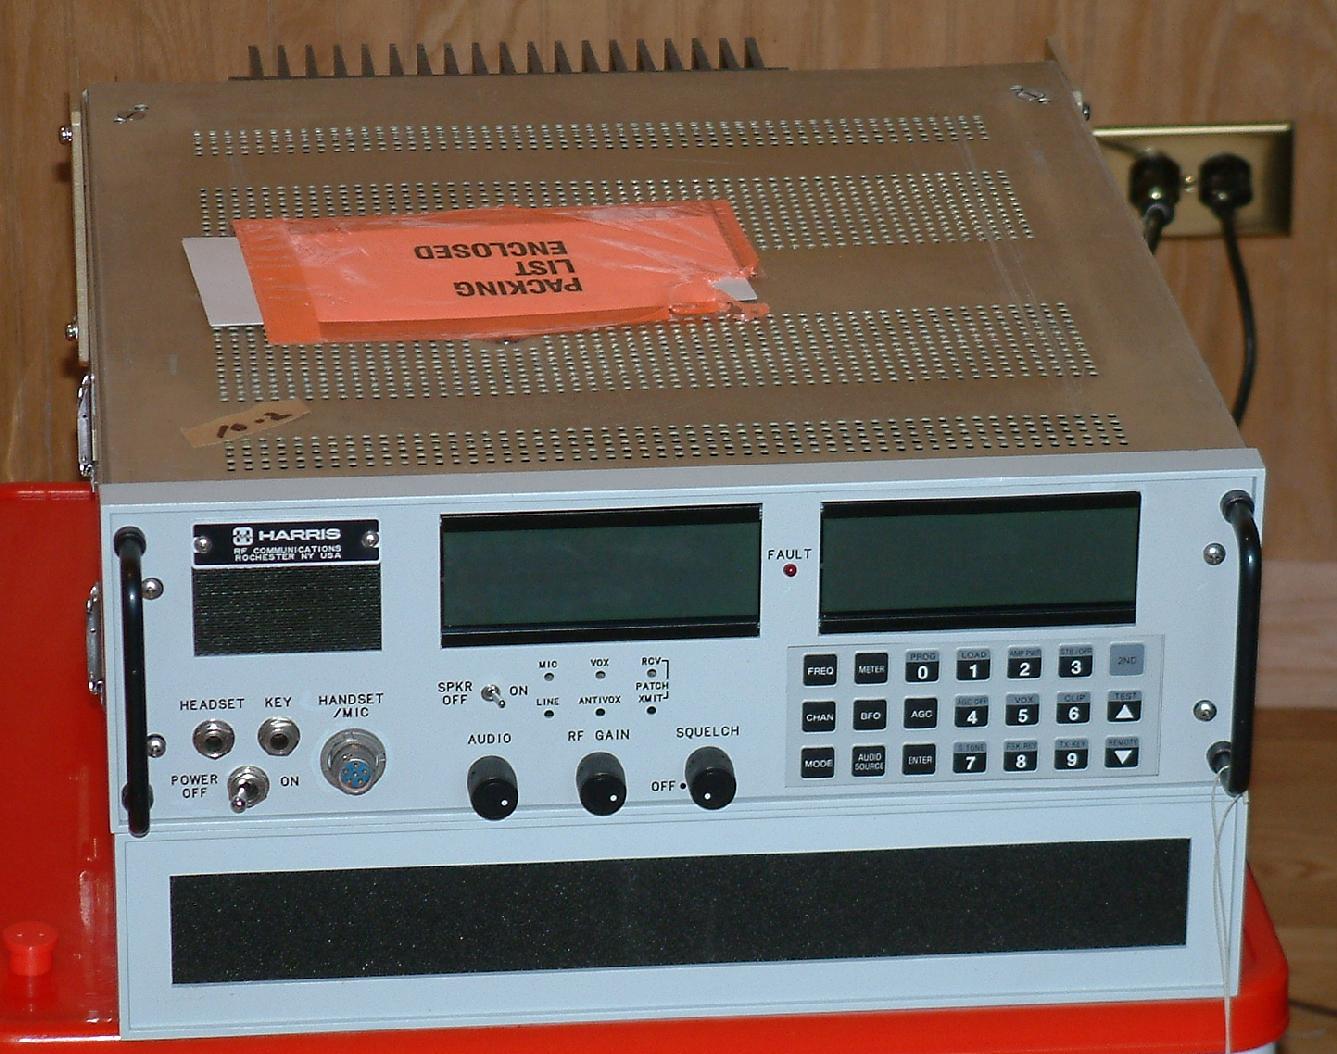 PACKING
LIST
ENCLOSED
HARRIS
RF COMMUNICATIONS
ROCHESTER NY USA
FAULT
HEADSET
KEY
HANDSET
/MIC
POWER
OFF
ON
SPKR
OFF
ON
MIC
VOX
RCV
LINE
ANTIVOX
PATCH
XMIT
AUDIO
RF GAIN
SQUELCH
OFF
PROG
LOAD
AMP PWR
FREQ
METER
0
1
2
3
2ND
AGC OFF
VOX
CLIP
TEST
CHAN
BFO
AGC
4
5
6
S.TONE
FSK REV
TX KEY
REMOTE
MODE
AUDIO
SOURCE
ENTER
7
8
9